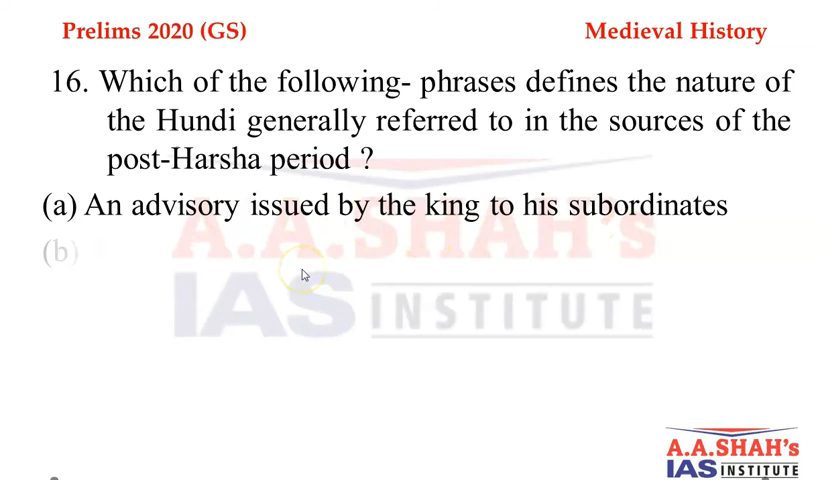 Prelims 2020 (GS)
Medieval History
16. Which of the following- phrases defines the nature of
the Hundi generally referred to in the sources of the
post-Harsha period ?
(a) An advisory issued by the king to his subordinates
(b)
A.A.SHAH's
IAS INSTITUTE
A.A.SHAH's
IAS INSTITUTE